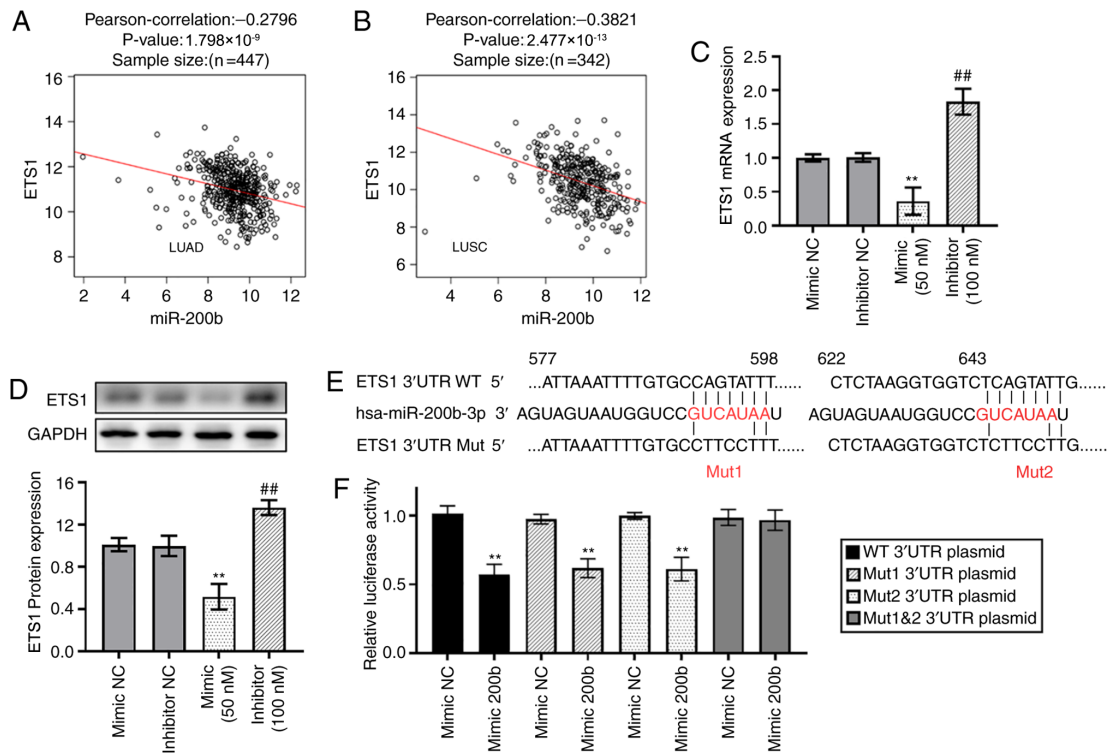 A
Pearson-correlation:−0.2796
P-value:1.798×10-9
Sample size:(n=447)
ETS1
16
14
12
10
8
LUAD
2 4 6 8 10 12
miR-200b
B
Pearson-correlation:−0.3821
P-value:2.477×10-13
Sample size:(n=342)
ETS1
16
14
12
10
8
6
LUSC
4 6 8 10 12
miR-200b
C
ETS1 mRNA expression
2.5
2.0
1.5
1.0
0.5
0.0
**
##
Mimic NC
Inhibitor NC
Mimic
(50 nM)
Inhibitor
(100 nM)
D
ETS1
GAPDH
ETS1 Protein expression
16
12
0.8
0.4
0.0
**
##
Mimic NC
Inhibitor NC
Mimic
(50 nM)
Inhibitor
(100 nM)
E
577 598 622 643
ETS1 3′UTR WT 5′ ...ATTAAATTTTGTGCCAGTATTT...... CTCTAAGGTGGTCTCAGTATTG......
hsa-miR-200b-3p 3′ AGUAGUAAUGGUCCGUCAUAAU AGUAGUAAUGGUCCGUCAUAAU
ETS1 3′UTR Mut 5′ ...ATTAAATTTTGTGCCTTCCTTT...... CTCTAAGGTGGTCTCTTCCTTG......
Mut1 Mut2
F
Relative luciferase activity
1.0
0.5
0.0
**
**
**
Mimic NC
Mimic 200b
Mimic NC
Mimic 200b
Mimic NC
Mimic 200b
Mimic NC
Mimic 200b
WT 3′UTR plasmid
Mut1 3′UTR plasmid
Mut2 3′UTR plasmid
Mut1&2 3′UTR plasmid